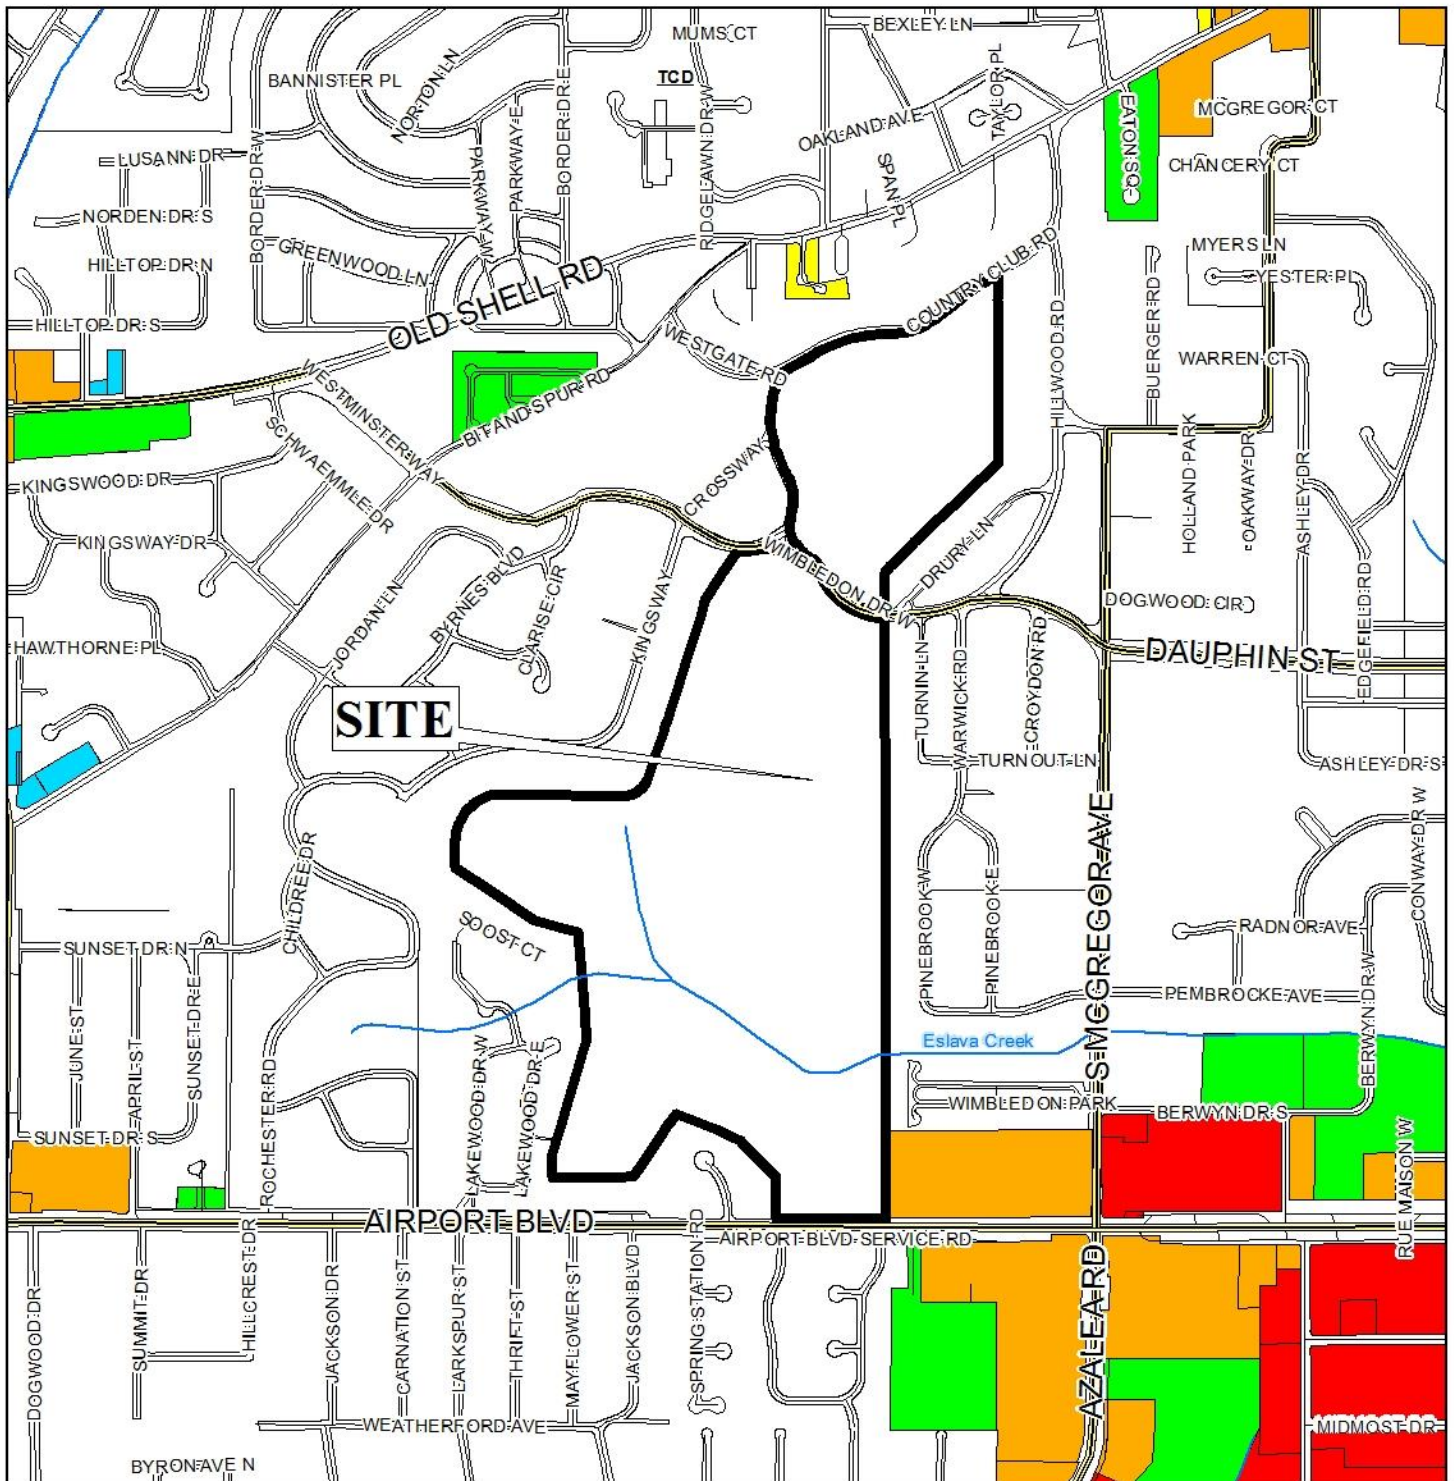 MUMS CT
BEXLEY LN
BANNISTER PL
NORTON LN
TCD
TAYLOR PL
EATON SQ
MCGREGOR CT
BORDER DR E
RIDGELAWN DR W
OAKLAND AVE
LUSANN DR
BORDER DR W
PARKWAY W
PARKWAY E
SPAN PL
CHANCERY CT
NORDEN DR S
GREENWOOD LN
HILLTOP DR N
MYERS LN
YESTER PL
OLD SHELL RD
COUNTRY CLUB RD
HILLTOP DR S
HILLWOOD RD
BUERGER RD
WESTGATE RD
WARREN CT
WESTMINSTER WAY
BIT AND SPUR RD
SCHWAEMMLE DR
CROSSWAY
HOLLAND PARK
OAKWAY DR
ASHLEY DR
KINGSWOOD DR
KINGSWAY DR
WIMBLEDON DR W
DRURY LN
JORDAN LN
BYRNES BLVD
CLARISE CIR
KINGSWAY
DOGWOOD CIR
EDGEFIELD RD
HAWTHORNE PL
DAUPHIN ST
TURNIN LN
WARWICK RD
CROYDON RD
SITE
TURNOUT LN
ASHLEY DR S
CHILDREE DR
S MCGREGOR AVE
CONWAY DR W
SOOST CT
PINEBROOK W
PINEBROOK E
RADNOR AVE
SUNSET DR N
JUNE ST
APRIL ST
SUNSET DR E
PEMBROCKE AVE
BERWYN DR W
Eslava Creek
ROCHESTER RD
LAKEWOOD DR W
LAKEWOOD DR E
WIMBLEDON PARK
BERWYN DR S
SUNSET DR S
RUE MAISON W
AIRPORT BLVD
AIRPORT BLVD SERVICE RD
DOGWOOD DR
SUMMIT DR
HILLCREST DR
JACKSON DR
CARNATION ST
LARKSPUR ST
THRIFT ST
MAYFLOWER ST
JACKSON BLVD
SPRING STATION RD
AZALEA RD
WEATHERFORD AVE
MIDMOST DR
BYRON AVE N